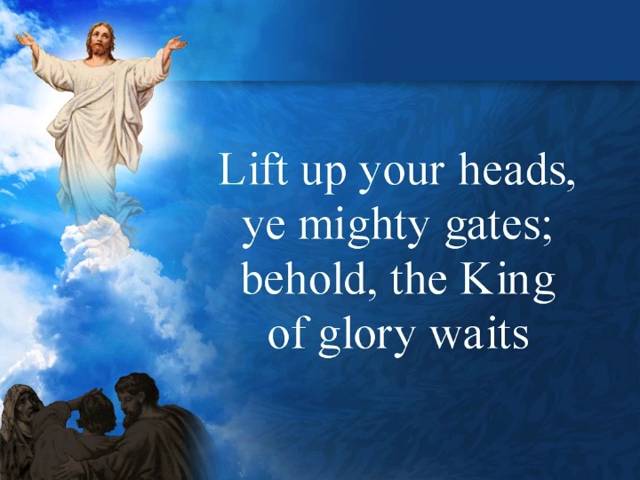 Lift up your heads,
ye mighty gates;
behold, the King
of glory waits